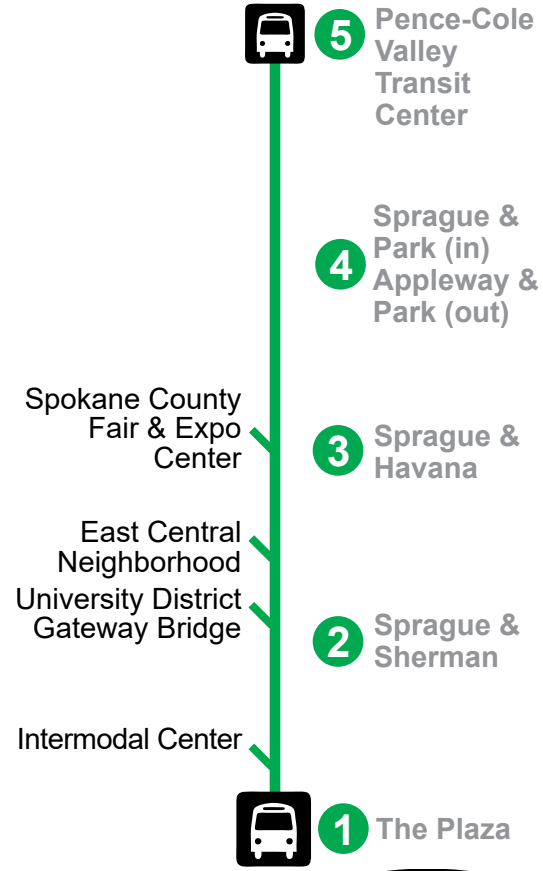 5 Pence-Cole
Valley
Transit
Center
4 Sprague &
Park (in)
Appleway &
Park (out)
Spokane County
Fair & Expo
Center
3 Sprague &
Havana
East Central
Neighborhood
University District
Gateway Bridge
2 Sprague &
Sherman
Intermodal Center
1 The Plaza